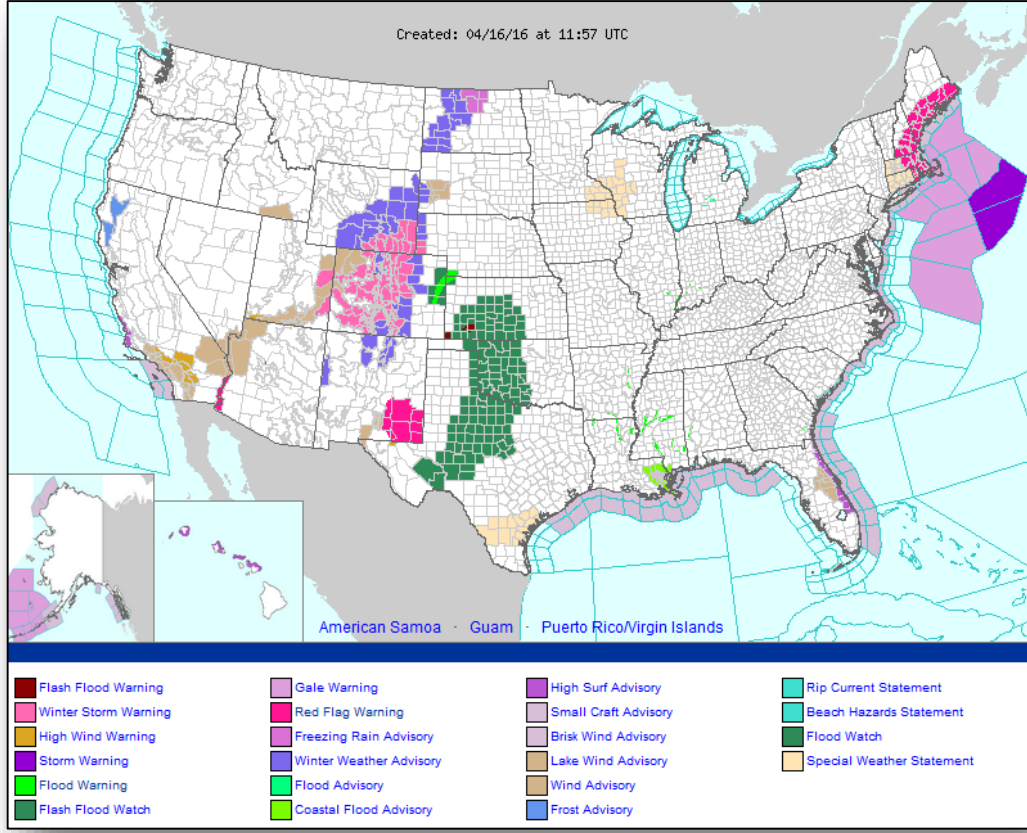 Created: 04/16/16 at 11:57 UTC
American Samoa - Guam - Puerto Rico/Virgin Islands
Flash Flood Warning
Winter Storm Warning
High Wind Warning
Storm Warning
Flood Warning
Flash Flood Watch
Gale Warning
Red Flag Warning
Freezing Rain Advisory
Winter Weather Advisory
Flood Advisory
Coastal Flood Advisory
High Surf Advisory
Small Craft Advisory
Brisk Wind Advisory
Lake Wind Advisory
Wind Advisory
Frost Advisory
Rip Current Statement
Beach Hazards Statement
Flood Watch
Special Weather Statement